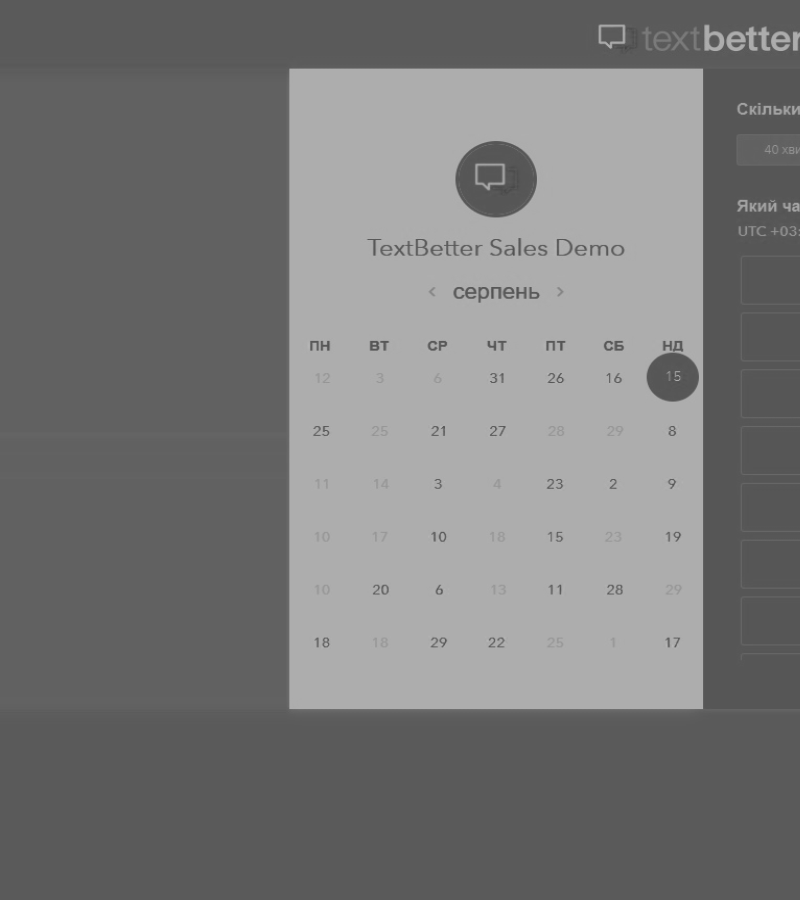 textbetter
TextBetter Sales Demo
серпень
ПН ВТ СР ЧТ ПТ СБ НД
12 3 6 31 26 16 15
25 25 21 27 28 29 8
11 14 3 4 23 2 9
10 17 10 18 15 23 19
10 20 6 13 11 28 29
18 18 29 22 25 1 17
Скільки
40 хви
Який ча
UTC +03: